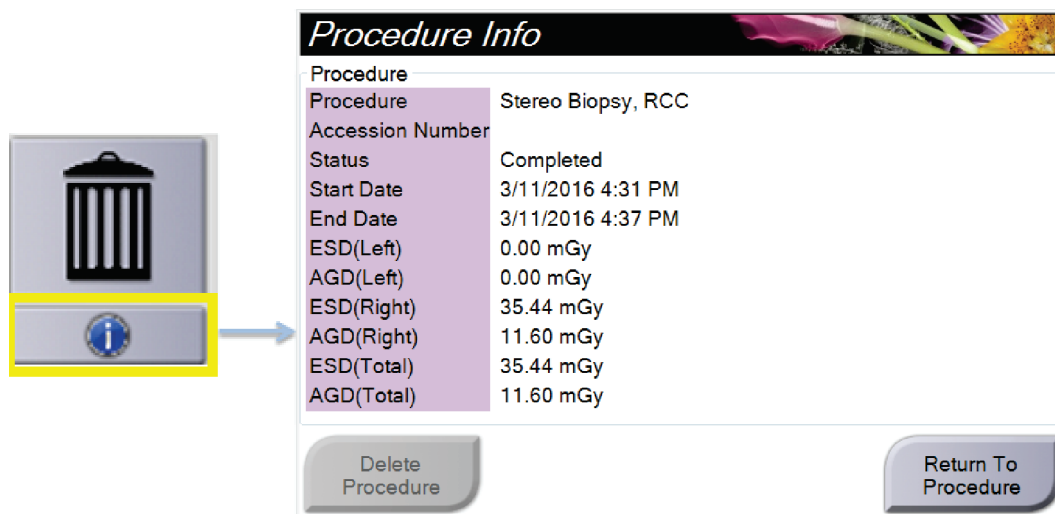 Procedure Info
Procedure
Procedure Stereo Biopsy, RCC
Accession Number
Status Completed
Start Date 3/11/2016 4:31 PM
End Date 3/11/2016 4:37 PM
ESD(Left) 0.00 mGy
AGD(Left) 0.00 mGy
ESD(Right) 35.44 mGy
AGD(Right) 11.60 mGy
ESD(Total) 35.44 mGy
AGD(Total) 11.60 mGy
Delete
Procedure
Return To
Procedure